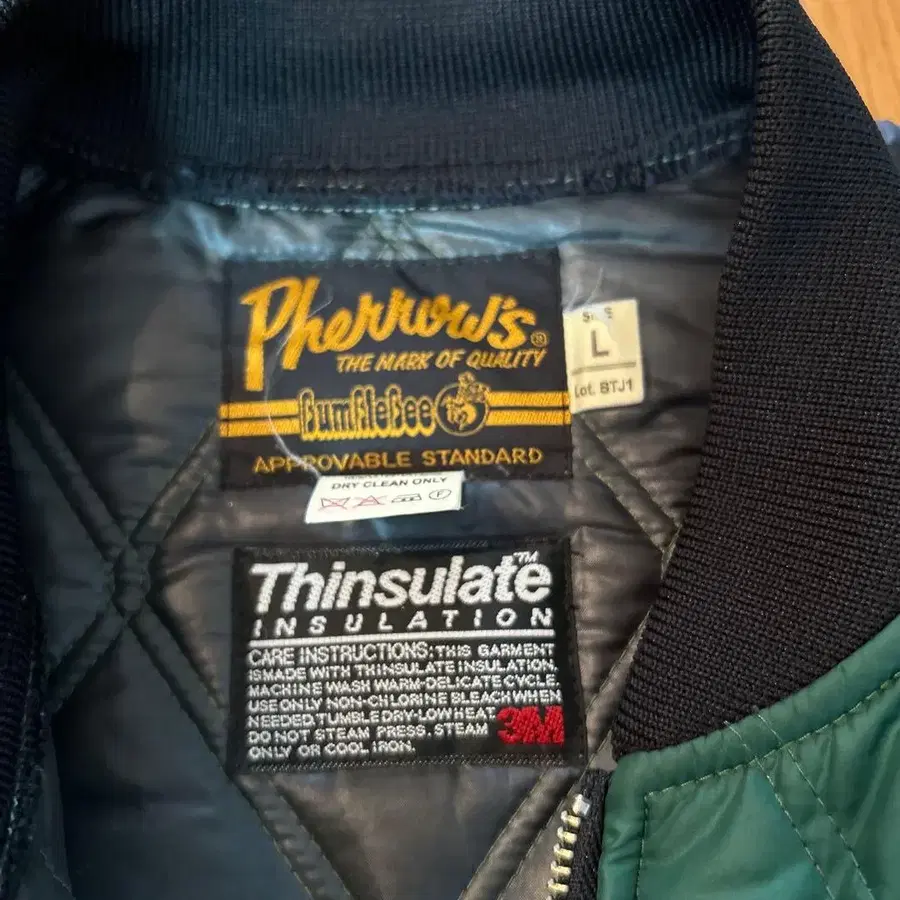 Pherrow's®
THE MARK OF QUALITY
BumBleBee
APPROVABLE STANDARD
L
Lot. BTJ1
DRY CLEAN ONLY
Thinsulate™
INSULATION
CARE INSTRUCTIONS: THIS GARMENT
IS MADE WITH THINSULATE INSULATION.
MACHINE WASH WARM-DELICATE CYCLE.
USE ONLY NON-CHLORINE BLEACH WHEN
NEEDED. TUMBLE DRY-LOW HEAT
DO NOT STEAM PRESS. STEAM
ONLY OR COOL IRON.
3M